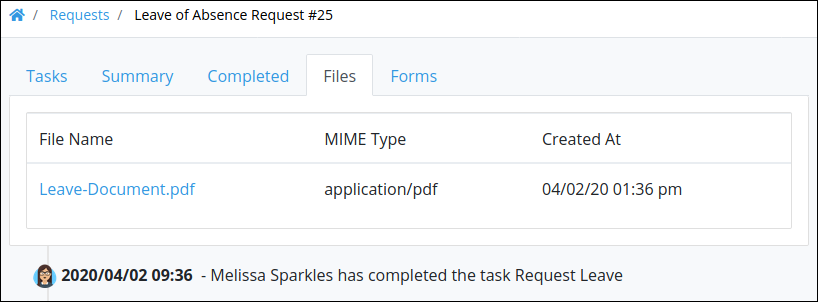 / Requests / Leave of Absence Request #25
Tasks Summary Completed Files Forms
File Name MIME Type Created At
Leave-Document.pdf application/pdf 04/02/20 01:36 pm
2020/04/02 09:36 - Melissa Sparkles has completed the task Request Leave